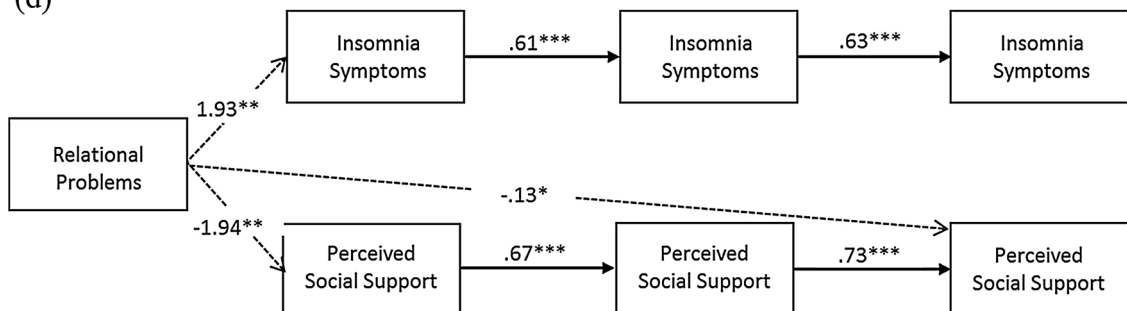 (d)
Insomnia
Symptoms
.61***
Insomnia
Symptoms
.63***
Insomnia
Symptoms
1.93**
Relational
Problems
-.13*
-1.94**
Perceived
Social Support
.67***
Perceived
Social Support
.73***
Perceived
Social Support